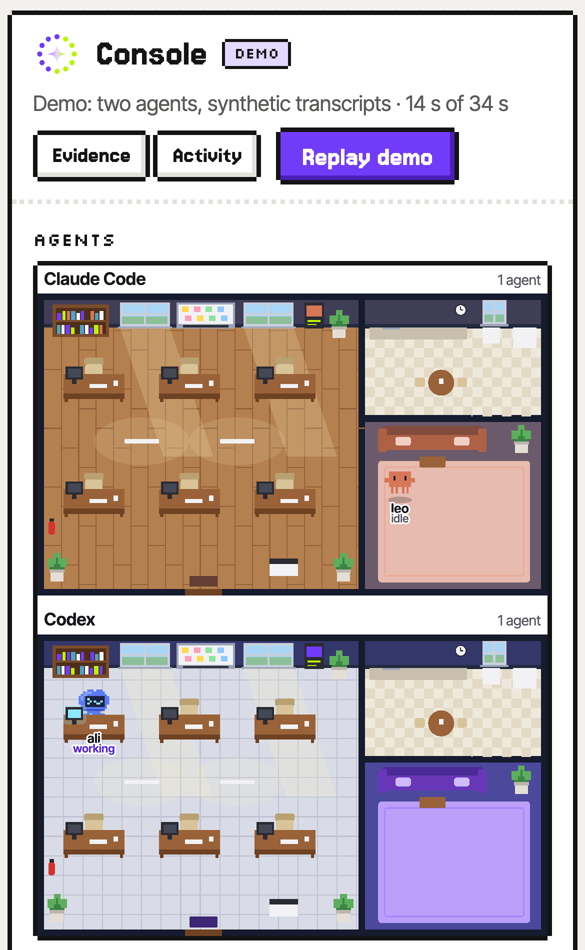 Console DEMO
Demo: two agents, synthetic transcripts · 14 s of 34 s
Evidence Activity Replay demo
AGENTS
Claude Code 1 agent
leo
idle
Codex 1 agent
ali
working